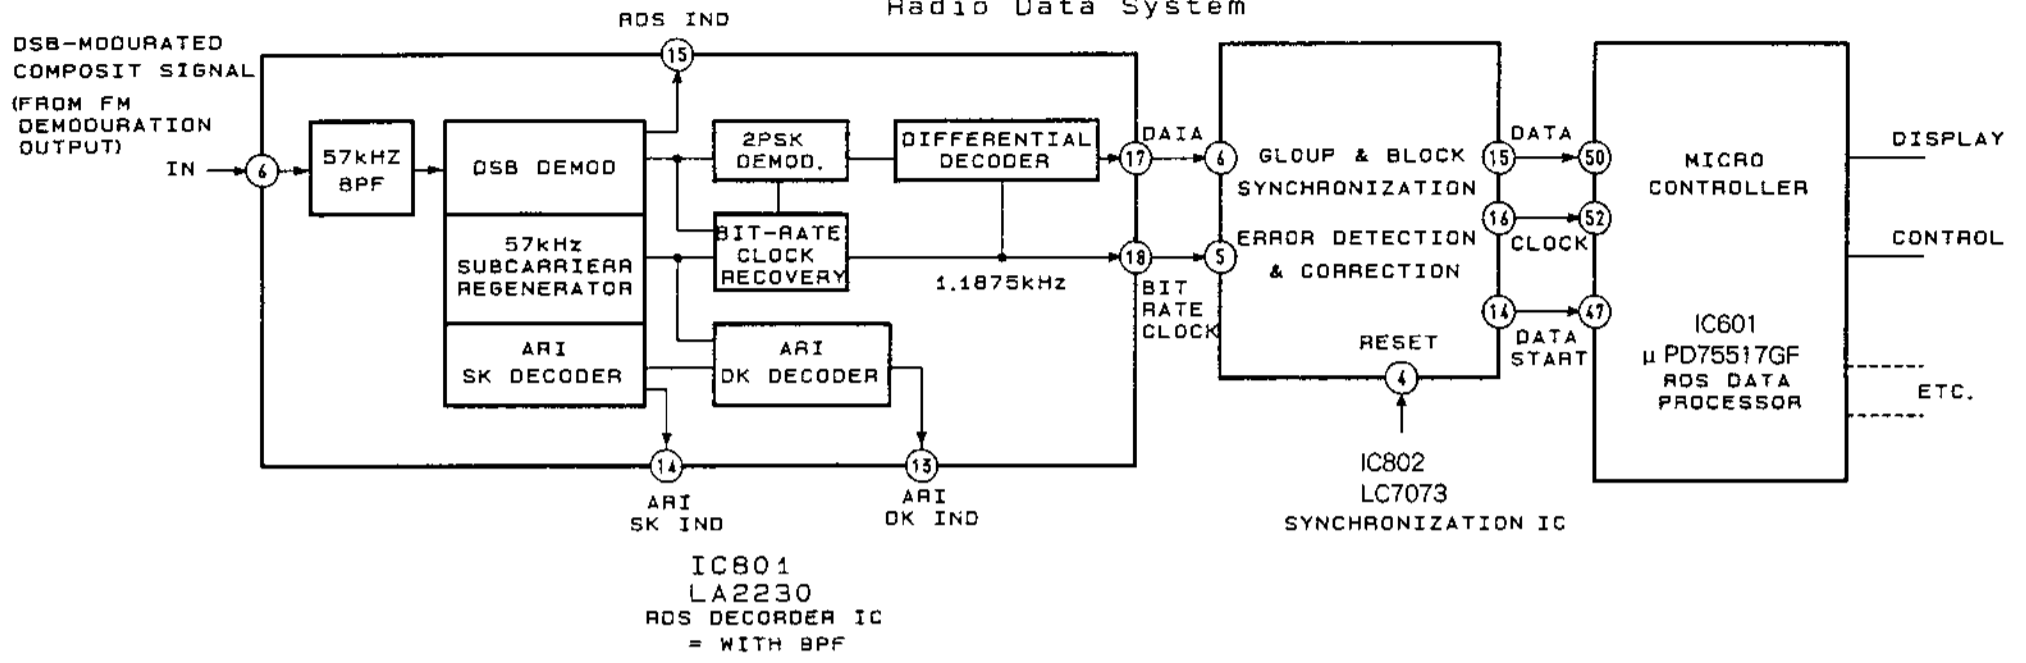 Radio Data System
RDS IND
DSB-MODURATED
COMPOSIT SIGNAL
(FROM FM
DEMODURATION
OUTPUT)
IN
6
57kHZ
BPF
DSB DEMOD
57kHz
SUBCARRIERR
REGENERATOR
ARI
SK DECODER
15
2PSK
DEMOD.
BIT-RATE
CLOCK
RECOVERY
ARI
DK DECODER
DIFFERENTIAL
DECODER
1.1875kHz
17
18
14
13
ARI
SK IND
ARI
DK IND
IC801
LA2230
RDS DECORDER IC
= WITH BPF
DAIA
BIT
RATE
CLOCK
6
5
GLOUP & BLOCK
SYNCHRONIZATION
ERROR DETECTION
& CORRECTION
RESET
4
15
16
14
IC802
LC7073
SYNCHRONIZATION IC
DATA
CLOCK
DATA
START
50
52
47
MICRO
CONTROLLER
IC601
μ PD75517GF
RDS DATA
PROCESSOR
DISPLAY
CONTROL
ETC.